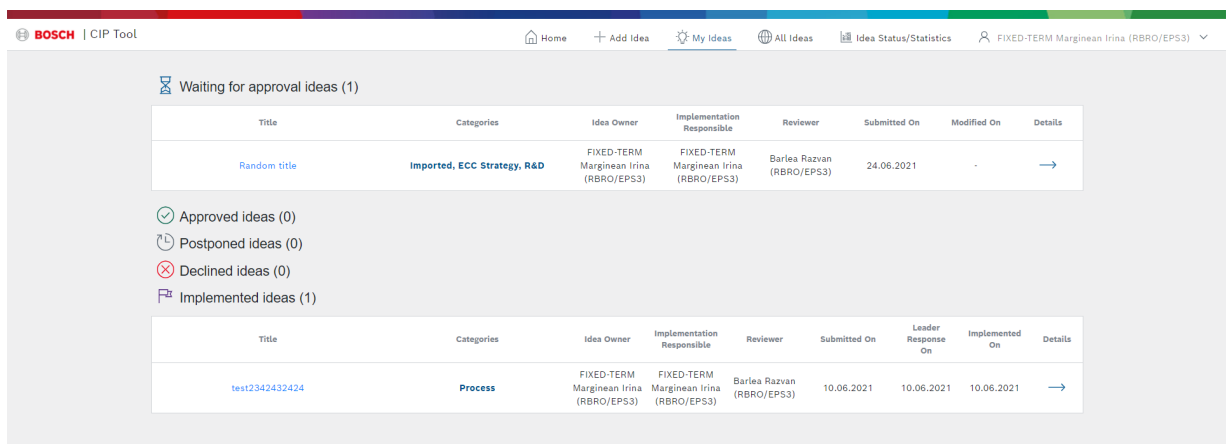 BOSCH | CIP Tool
Home
Add Idea
My Ideas
All Ideas
Idea Status/Statistics
FIXED-TERM Marginean Irina (RBRO/EPS3)
Waiting for approval ideas (1)
Title Categories Idea Owner Implementation Responsible Reviewer Submitted On Modified On Details
Random title Imported, ECC Strategy, R&D FIXED-TERM Marginean Irina (RBRO/EPS3) FIXED-TERM Marginean Irina (RBRO/EPS3) Barlea Razvan (RBRO/EPS3) 24.06.2021 -
Approved ideas (0)
Postponed ideas (0)
Declined ideas (0)
Implemented ideas (1)
Title Categories Idea Owner Implementation Responsible Reviewer Submitted On Leader Response On Implemented On Details
test2342432424 Process FIXED-TERM Marginean Irina (RBRO/EPS3) FIXED-TERM Marginean Irina (RBRO/EPS3) Barlea Razvan (RBRO/EPS3) 10.06.2021 10.06.2021 10.06.2021